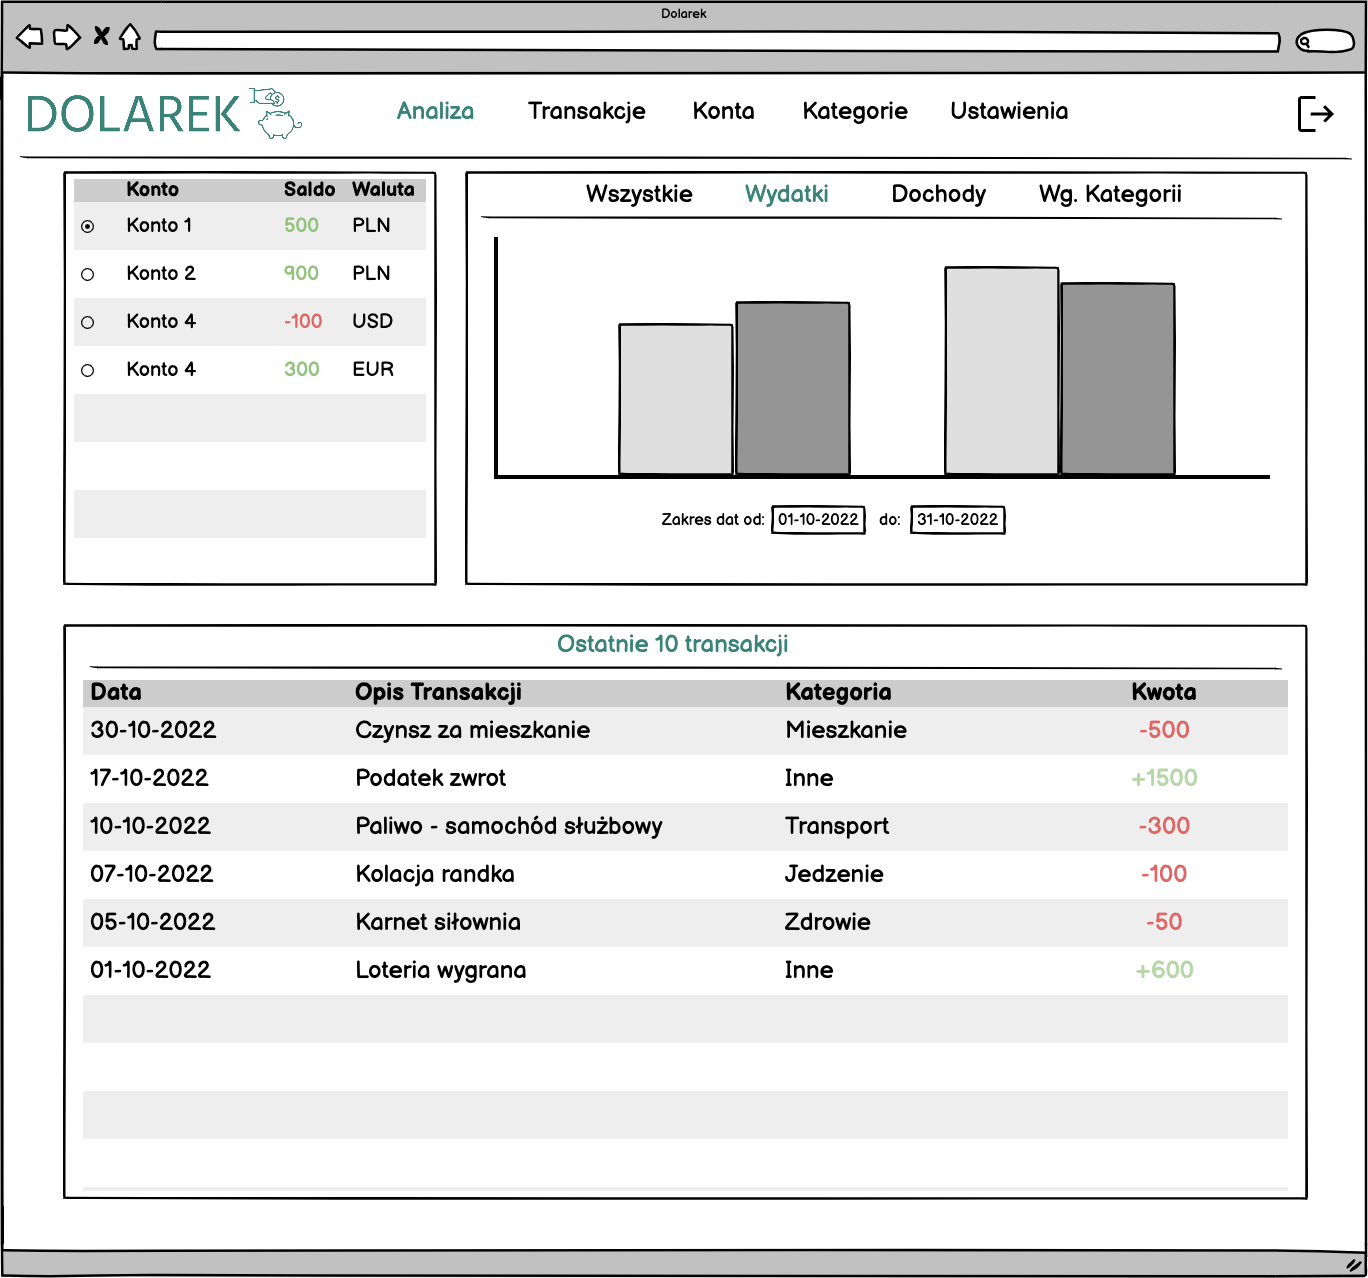 Dolarek
DOLAREK
Analiza Transakcje Konta Kategorie Ustawienia
Konto Saldo Waluta
Konto 1 500 PLN
Konto 2 900 PLN
Konto 4 -100 USD
Konto 4 300 EUR
Wszystkie Wydatki Dochody Wg. Kategorii
Zakres dat od: 01-10-2022 do: 31-10-2022
Ostatnie 10 transakcji
Data Opis Transakcji Kategoria Kwota
30-10-2022 Czynsz za mieszkanie Mieszkanie -500
17-10-2022 Podatek zwrot Inne +1500
10-10-2022 Paliwo - samochód służbowy Transport -300
07-10-2022 Kolacja randka Jedzenie -100
05-10-2022 Karnet siłownia Zdrowie -50
01-10-2022 Loteria wygrana Inne +600